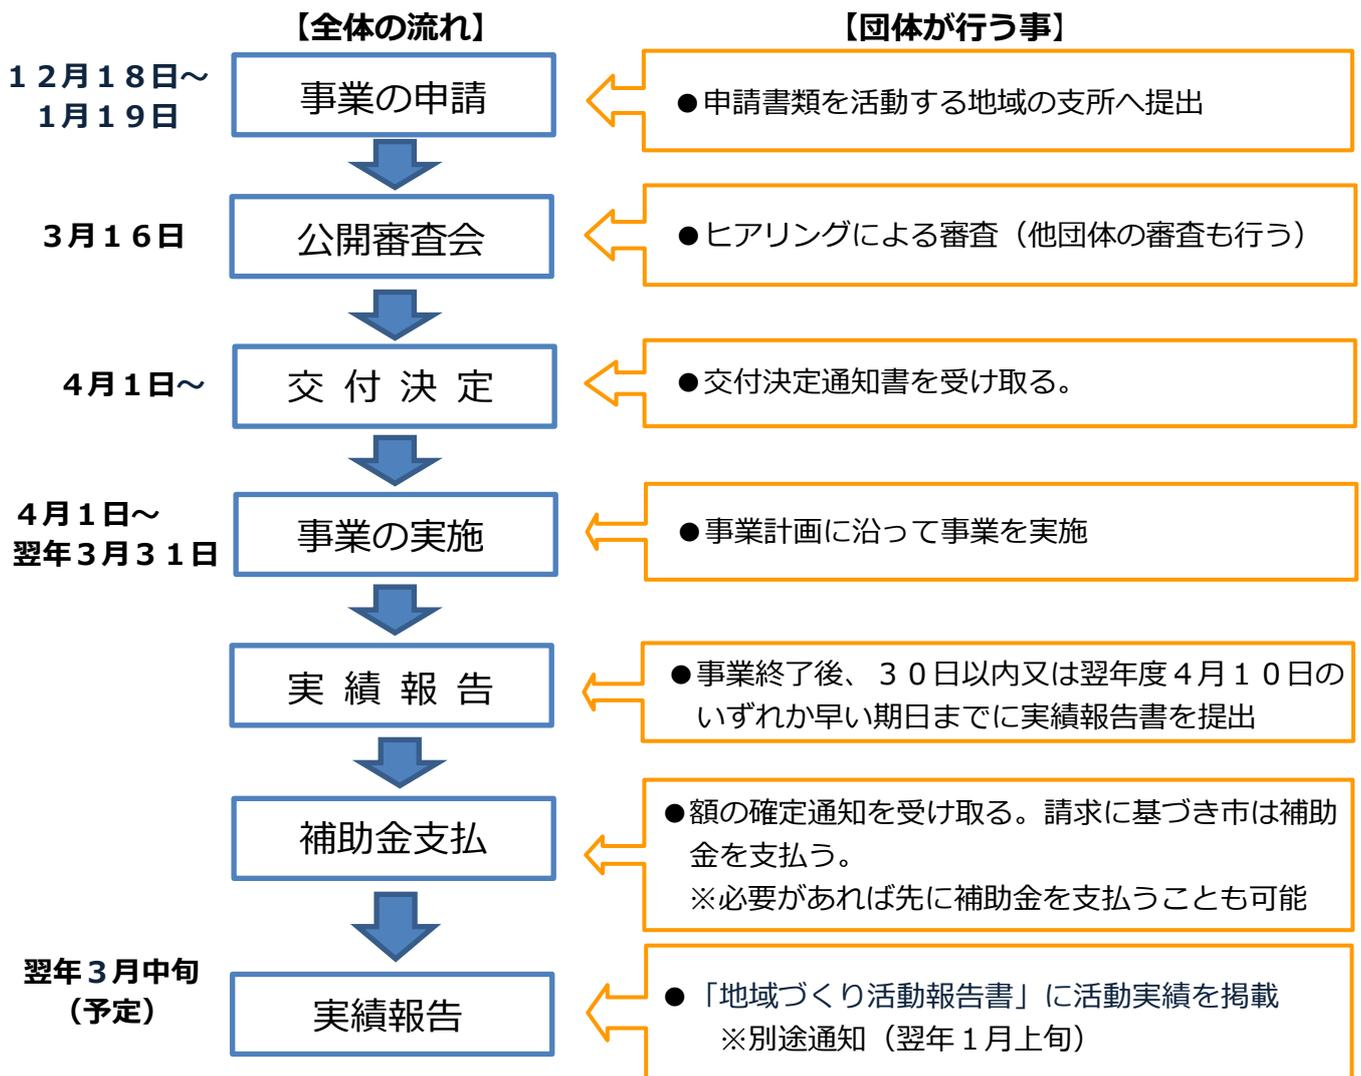 【全体の流れ】
【団体が行う事】
１２月１８日～
１月１９日
事業の申請
●申請書類を活動する地域の支所へ提出
３月１６日
公開審査会
●ヒアリングによる審査（他団体の審査も行う）
４月１日～
交 付 決 定
●交付決定通知書を受け取る。
４月１日～
翌年３月３１日
事業の実施
●事業計画に沿って事業を実施
実 績 報 告
●事業終了後、３０日以内又は翌年度４月１０日の
いずれか早い期日までに実績報告書を提出
補助金支払
●額の確定通知を受け取る。請求に基づき市は補助
金を支払う。
※必要があれば先に補助金を支払うことも可能
翌年３月中旬
（予定）
実績報告
●「地域づくり活動報告書」に活動実績を掲載
※別途通知（翌年１月上旬）